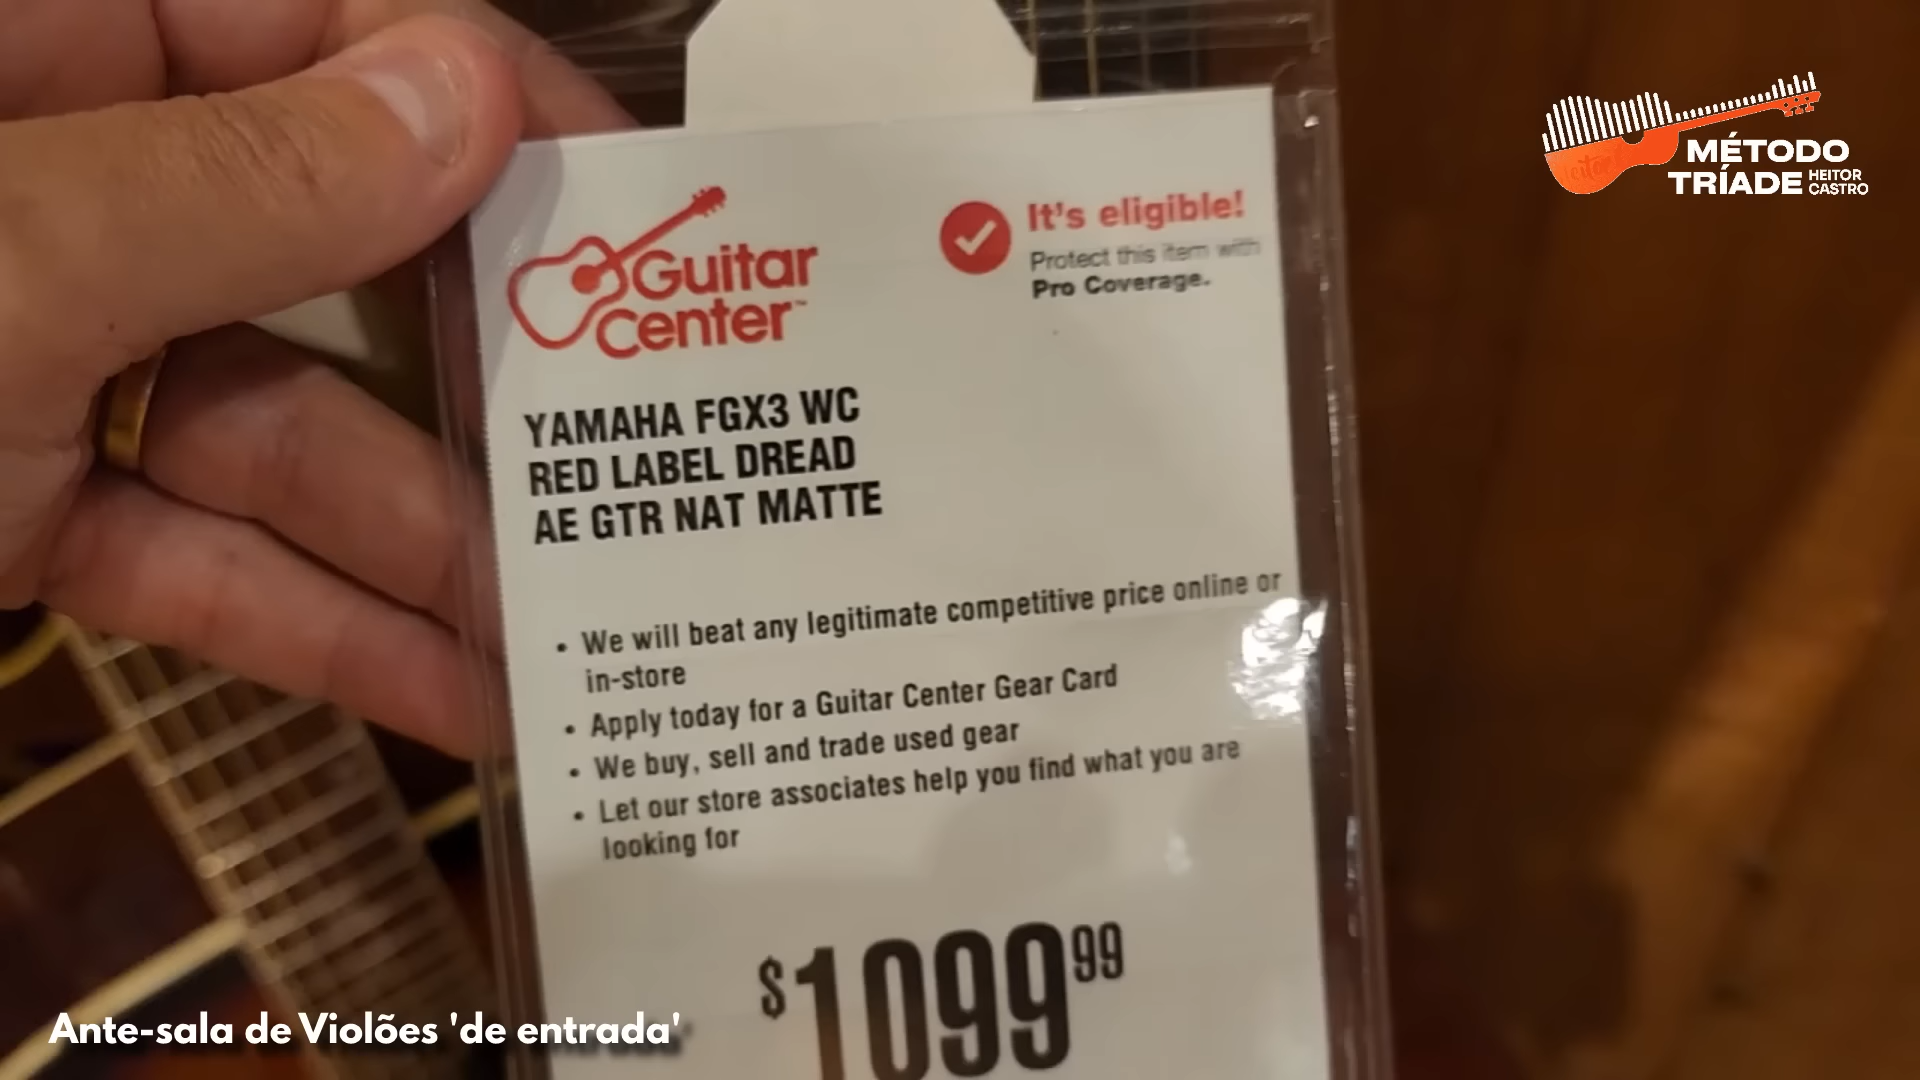 MÉTODO
TRÍADE HEITOR
CASTRO
Guitar
Center™
It's eligible!
Protect this item with
Pro Coverage.
YAMAHA FGX3 WC
RED LABEL DREAD
AE GTR NAT MATTE
• We will beat any legitimate competitive price online or
in-store
• Apply today for a Guitar Center Gear Card
• We buy, sell and trade used gear
• Let our store associates help you find what you are
looking for
$1099 99
Ante-sala de Violões 'de entrada'